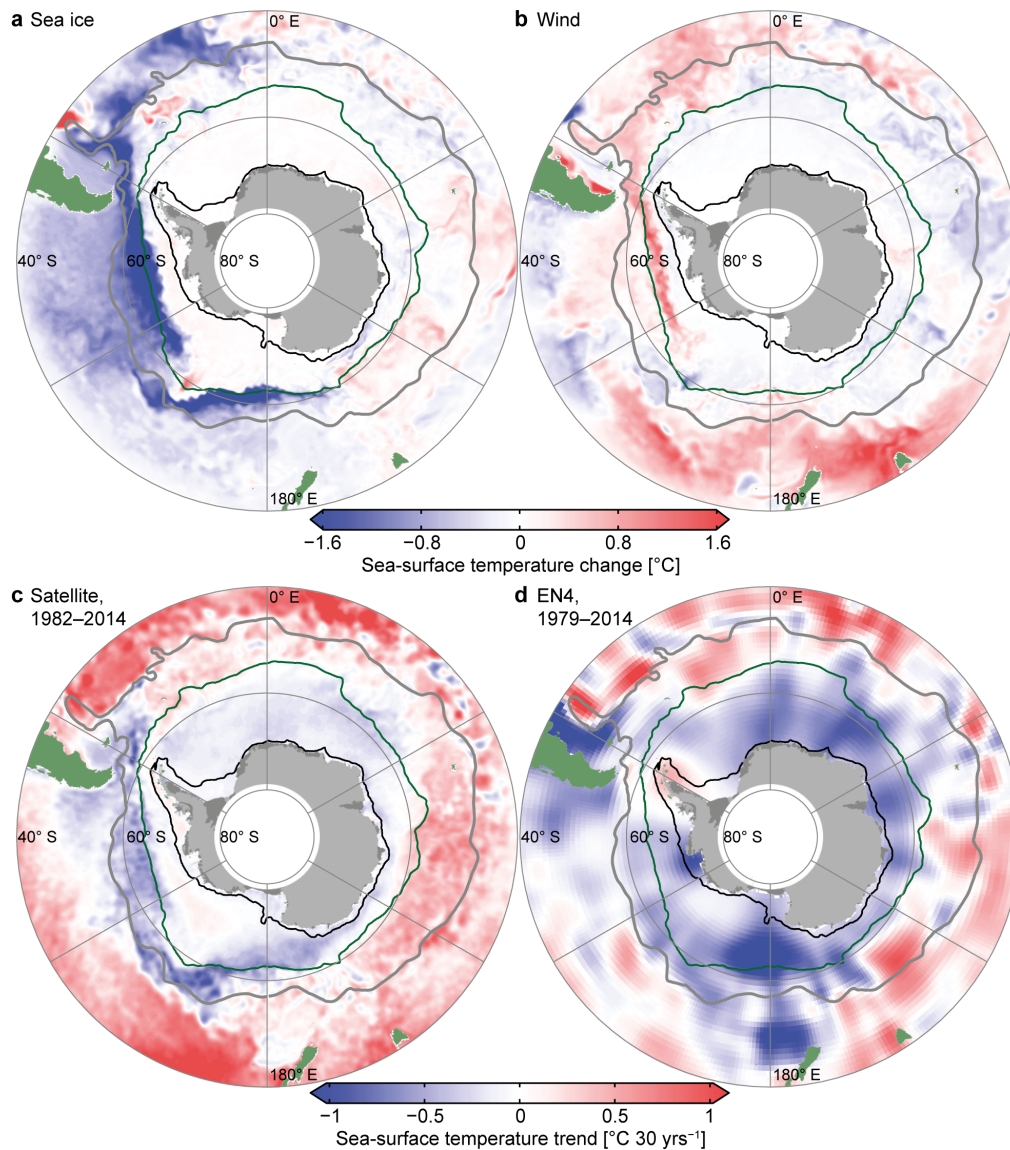 a Sea ice
0° E
40° S
60° S
80° S
180° E
b Wind
0° E
40° S
60° S
80° S
180° E
−1.6 −0.8 0 0.8 1.6
Sea-surface temperature change [°C]
c Satellite,
1982–2014
0° E
40° S
60° S
80° S
180° E
d EN4,
1979–2014
0° E
40° S
60° S
80° S
180° E
−1 −0.5 0 0.5 1
Sea-surface temperature trend [°C 30 yrs⁻¹]